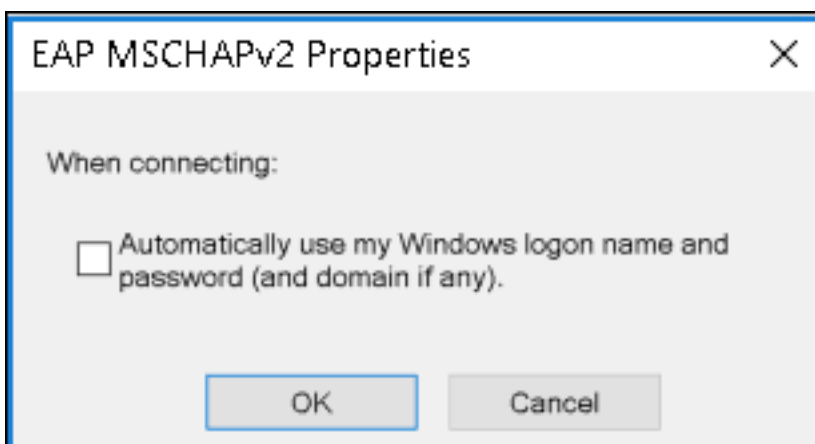 EAP MSCHAPv2 Properties
When connecting:
Automatically use my Windows logon name and
password (and domain if any).
OK
Cancel